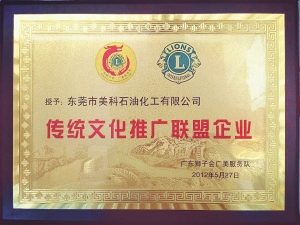 LIONS
L
INTERNATIONAL
授予：东莞市美科石油化工有限公司
传统文化推广联盟企业
广东狮子会广美服务队
2012年5月27日